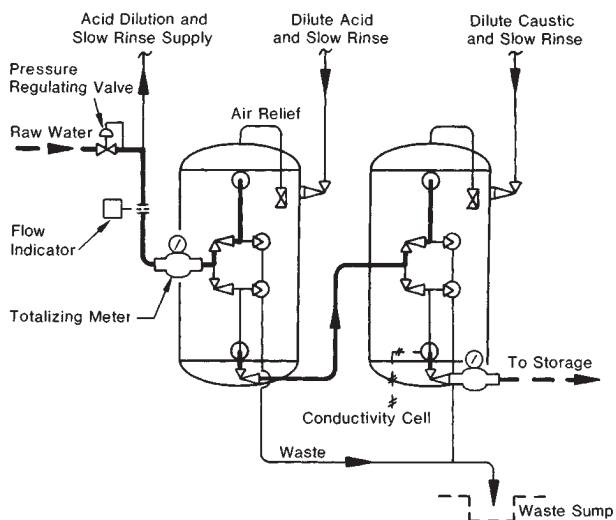 Acid Dilution and
Slow Rinse Supply
Dilute Acid
and Slow Rinse
Dilute Caustic
and Slow Rinse
Pressure
Regulating Valve
Air Relief
Raw Water
Flow
Indicator
Totalizing Meter
To Storage
Conductivity Cell
Waste
Waste Sump